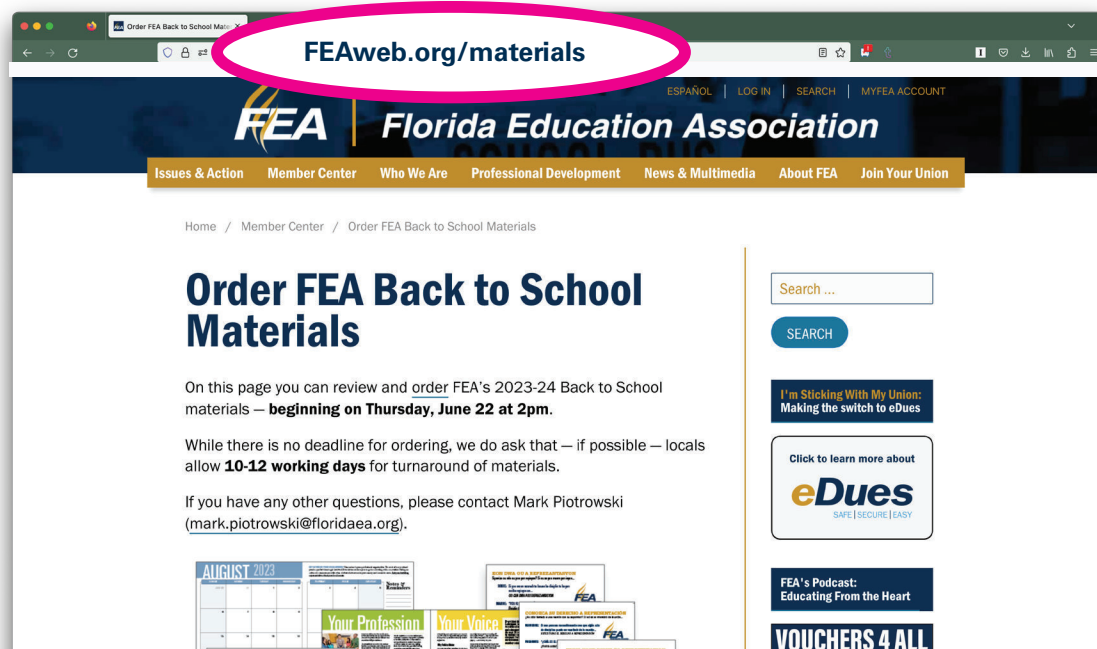 Order FEA Back to School Mater
FEAweb.org/materials
ESPAÑOL | LOG IN | SEARCH | MYFEA ACCOUNT
FEA | Florida Education Association
Issues & Action Member Center Who We Are Professional Development News & Multimedia About FEA Join Your Union
Home / Member Center / Order FEA Back to School Materials
Order FEA Back to School
Materials
On this page you can review and order FEA's 2023-24 Back to School
materials — beginning on Thursday, June 22 at 2pm.
While there is no deadline for ordering, we do ask that — if possible — locals
allow 10-12 working days for turnaround of materials.
If you have any other questions, please contact Mark Piotrowski
(mark.piotrowski@floridaea.org).
Search ...
SEARCH
I'm Sticking With My Union:
Making the switch to eDues
Click to learn more about
eDues
SAFE | SECURE | EASY
FEA's Podcast:
Educating From the Heart
VOUCHERS 4 ALL
AUGUST 2023
Notes &
Reminders
Your Profession
Your Voice
FEA
CONOZCA SU DERECHO A REPRESENTACIÓN
FEA